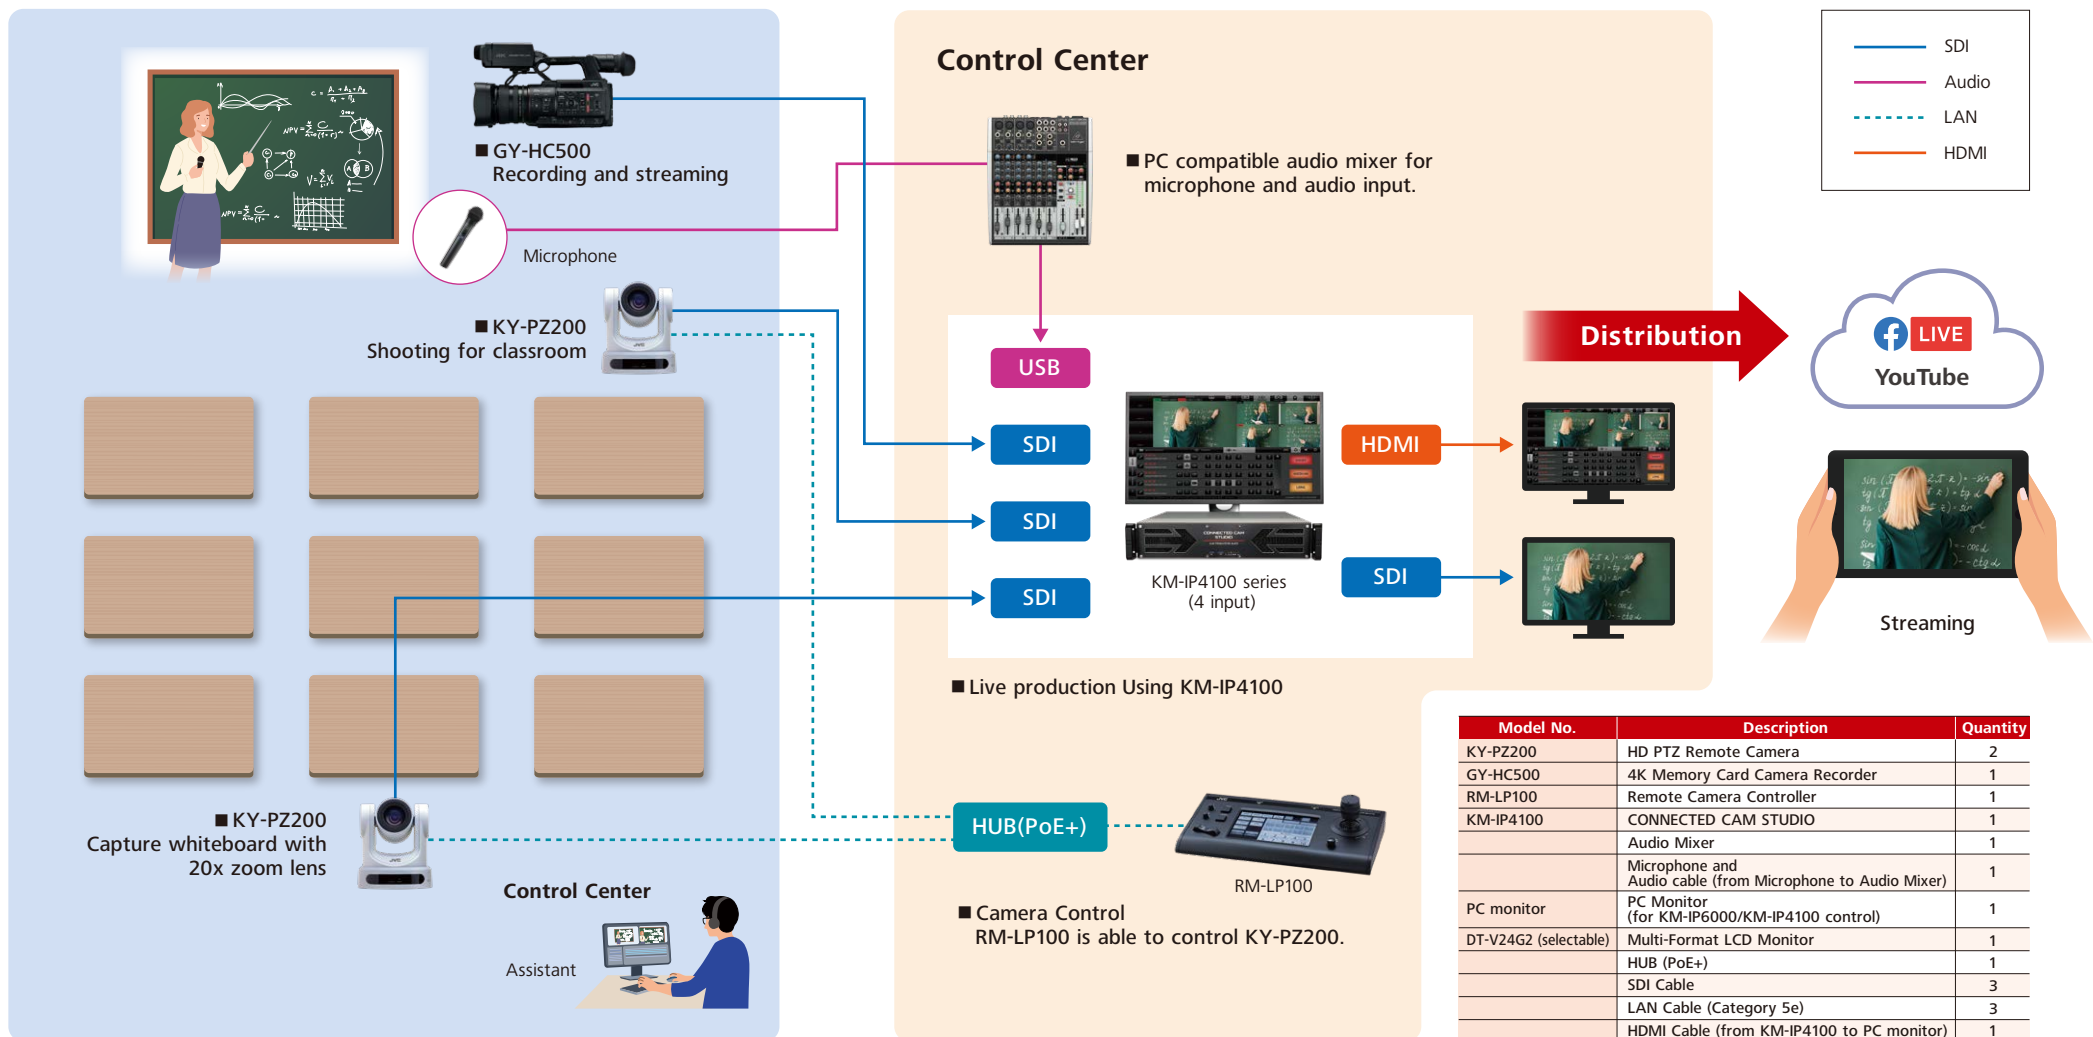 GY-HC500
Recording and streaming
Microphone
KY-PZ200
Shooting for classroom
KY-PZ200
Capture whiteboard with
20x zoom lens
Control Center
Assistant
Control Center
PC compatible audio mixer for
microphone and audio input.
USB
SDI
SDI
SDI
CONNECTED CAM
STUDIO
KM-IP4100 series
(4 input)
HDMI
SDI
Live production Using KM-IP4100
HUB(PoE+)
RM-LP100
Camera Control
RM-LP100 is able to control KY-PZ200.
SDI
Audio
LAN
HDMI
Distribution
LIVE
YouTube
Streaming
Model No. Description Quantity
KY-PZ200 HD PTZ Remote Camera 2
GY-HC500 4K Memory Card Camera Recorder 1
RM-LP100 Remote Camera Controller 1
KM-IP4100 CONNECTED CAM STUDIO 1
Audio Mixer 1
Microphone and
Audio cable (from Microphone to Audio Mixer) 1
PC monitor PC Monitor
(for KM-IP6000/KM-IP4100 control) 1
DT-V24G2 (selectable) Multi-Format LCD Monitor 1
HUB (PoE+) 1
SDI Cable 3
LAN Cable (Category 5e) 3
HDMI Cable (from KM-IP4100 to PC monitor) 1